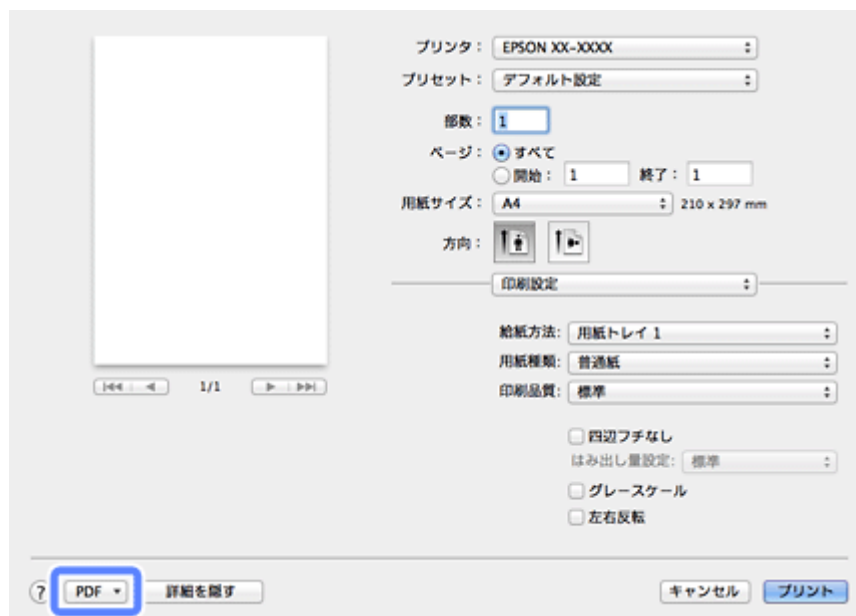 プリンタ： EPSON XX-XXXX
プリセット： デフォルト設定
部数： 1
ページ： すべて
開始： 1 終了： 1
用紙サイズ： A4 210 x 297 mm
方向：
印刷設定
給紙方法: 用紙トレイ 1
用紙種類: 普通紙
1/1
印刷品質: 標準
四辺フチなし
はみ出し量設定: 標準
グレースケール
左右反転
? PDF 詳細を隠す キャンセル プリント